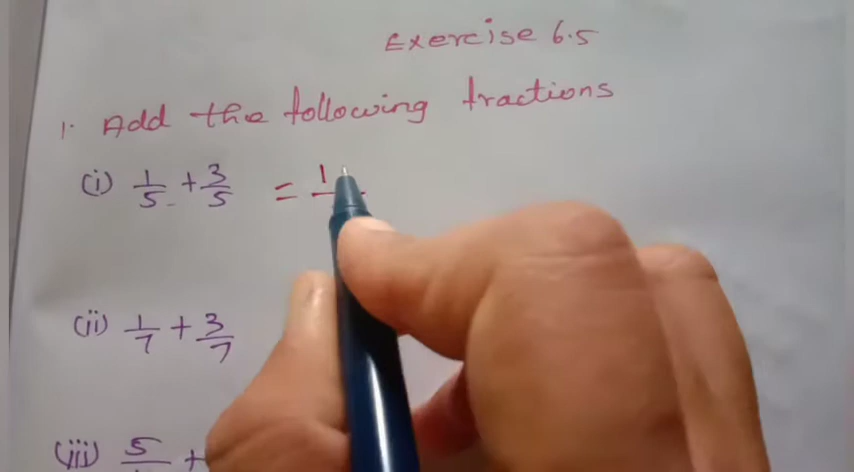 Exercise 6.5
1. Add the following fractions
(i) 1/5 + 3/5 = 1
(ii) 1/7 + 3/7
(iii) 5 +